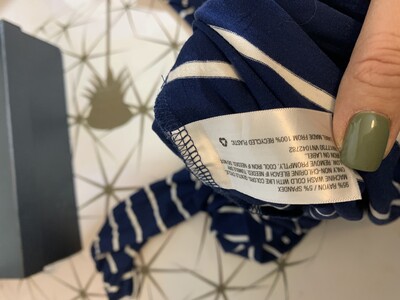 95% RAYON / 5% SPANDEX
MACHINE WASH COLD WITH LIKE COLORS
ONLY NON-CHLORINE BLEACH IF NEEDED
REMOVE PROMPTLY. COOL IRON IF NEEDED
IRON ON LABEL.
MADE FROM 100% RECYCLED PLASTIC